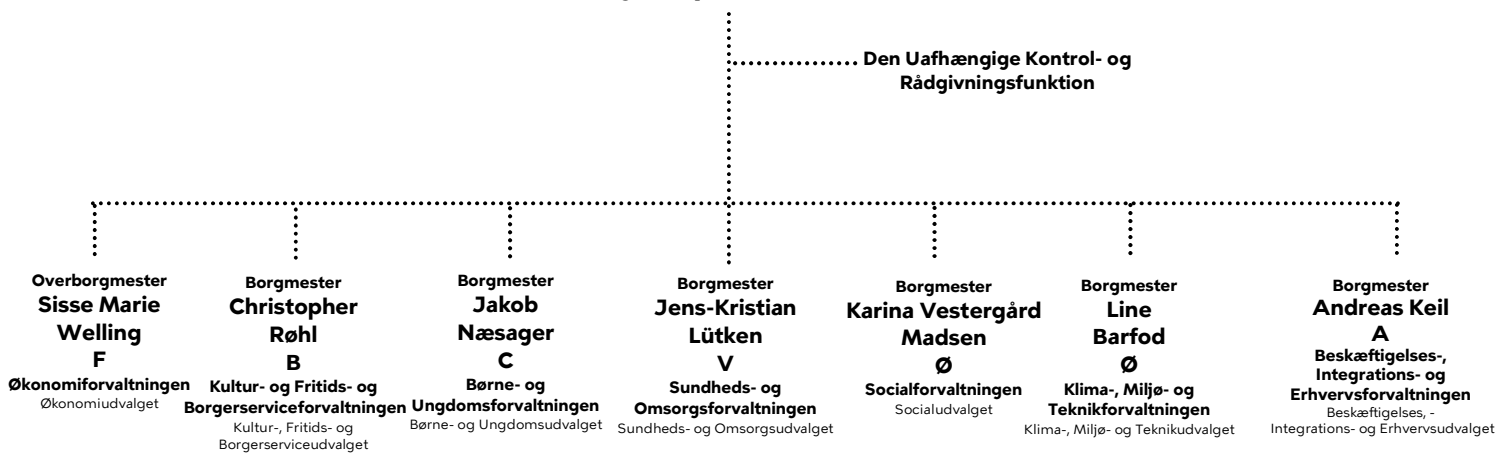 Den Uafhængige Kontrol- og
Rådgivningsfunktion
Overborgmester
Sisse Marie
Welling
F
Økonomiforvaltningen
Økonomiudvalget
Borgmester
Christopher
Røhl
B
Kultur- og Fritids- og
Borgerserviceforvaltningen
Kultur-, Fritids- og
Borgerserviceudvalget
Borgmester
Jakob
Næsager
C
Børne- og
Ungdomsforvaltningen
Børne- og Ungdomsudvalget
Borgmester
Jens-Kristian
Lütken
V
Sundheds- og
Omsorgsforvaltningen
Sundheds- og Omsorgsudvalget
Borgmester
Karina Vestergård
Madsen
Ø
Socialforvaltningen
Socialudvalget
Borgmester
Line
Barfod
Ø
Klima-, Miljø- og
Teknikforvaltningen
Klima-, Miljø- og Teknikudvalget
Borgmester
Andreas Keil
A
Beskæftigelses-,
Integrations- og
Erhvervsforvaltningen
Beskæftigelses, -
Integrations- og Erhvervsudvalget